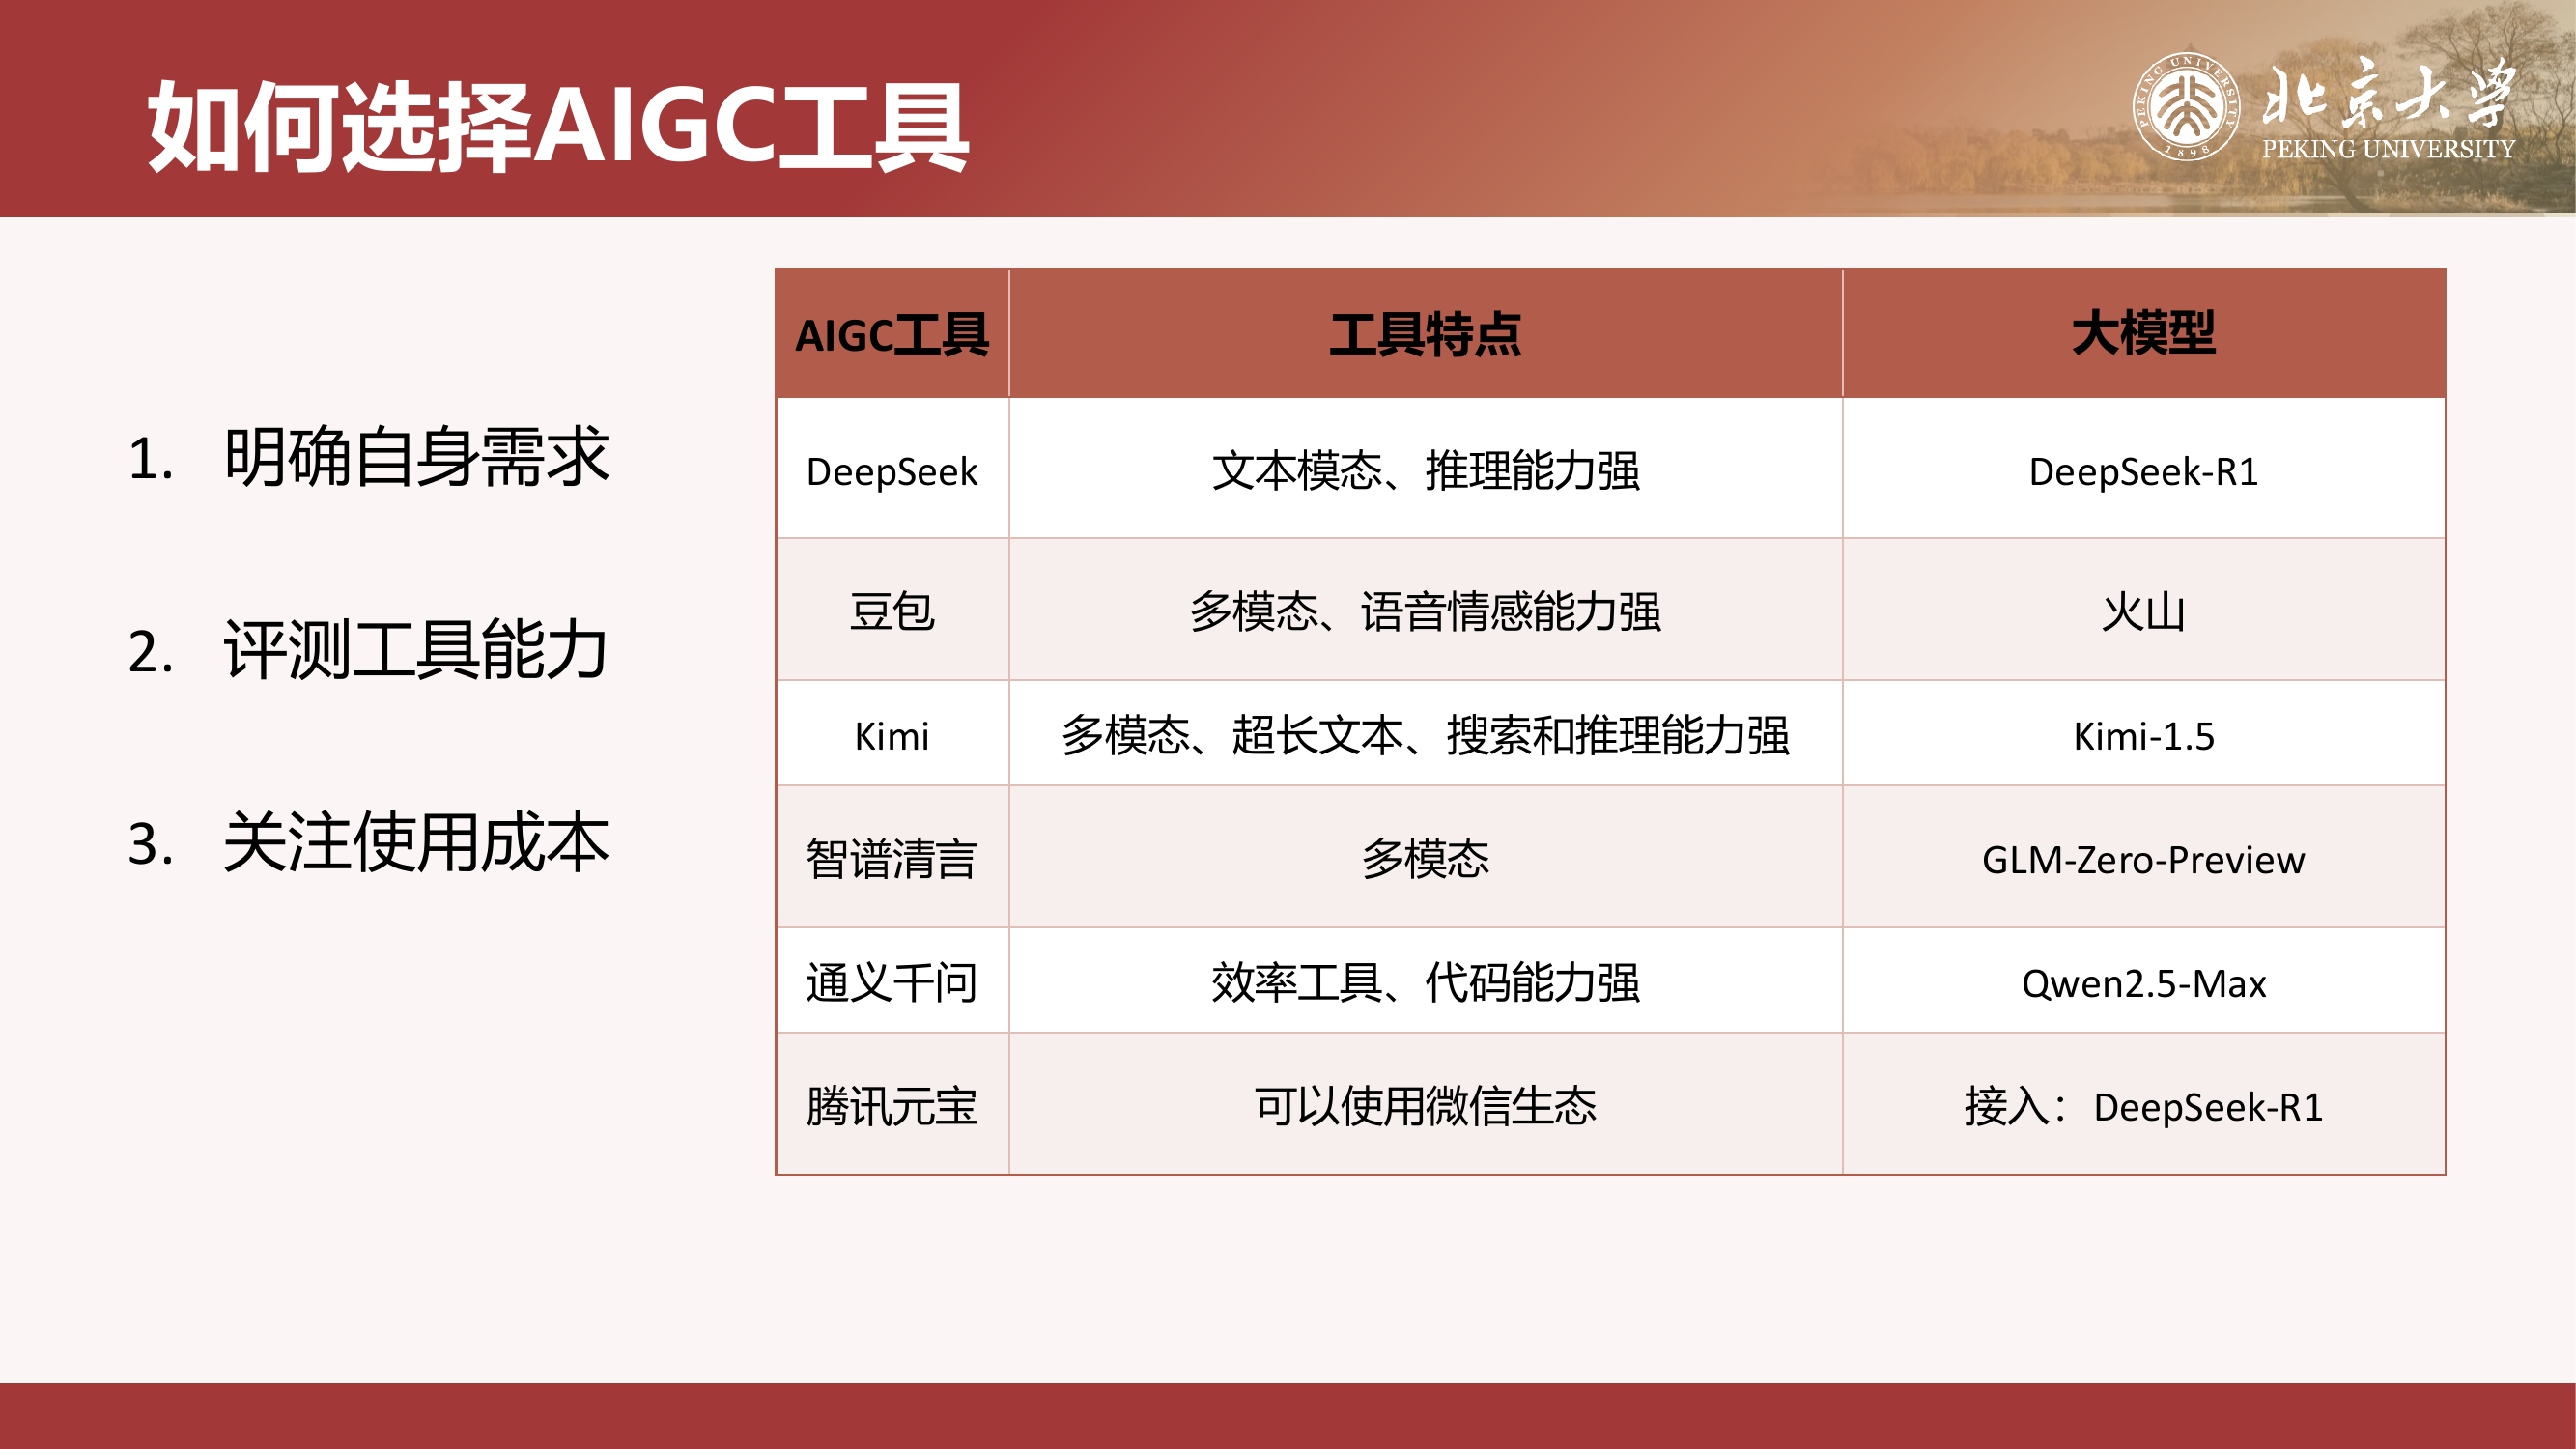 如何选择AIGC工具
PEKING UNIVERSITY
1898
北京大学
PEKING UNIVERSITY
1. 明确自身需求
2. 评测工具能力
3. 关注使用成本
AIGC工具 工具特点 大模型
DeepSeek 文本模态、推理能力强 DeepSeek-R1
豆包 多模态、语音情感能力强 火山
Kimi 多模态、超长文本、搜索和推理能力强 Kimi-1.5
智谱清言 多模态 GLM-Zero-Preview
通义千问 效率工具、代码能力强 Qwen2.5-Max
腾讯元宝 可以使用微信生态 接入：DeepSeek-R1